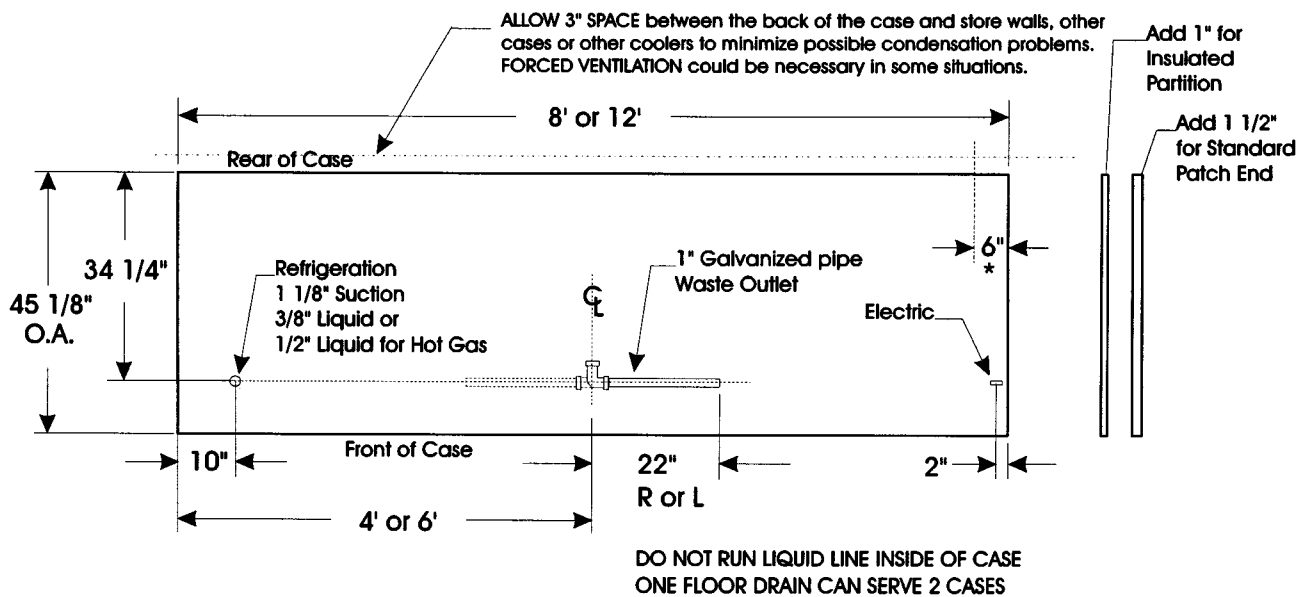 ALLOW 3" SPACE between the back of the case and store walls, other
cases or other coolers to minimize possible condensation problems.
FORCED VENTILATION could be necessary in some situations.
Add 1" for
Insulated
Partition
8' or 12'
Add 1 1/2"
for Standard
Patch End
Rear of Case
34 1/4"
45 1/8"
O.A.
Refrigeration
1 1/8" Suction
3/8" Liquid or
1/2" Liquid for Hot Gas
℄
1" Galvanized pipe
Waste Outlet
6"
*
Electric
Front of Case
10"
22"
R or L
2"
4' or 6'
DO NOT RUN LIQUID LINE INSIDE OF CASE
ONE FLOOR DRAIN CAN SERVE 2 CASES